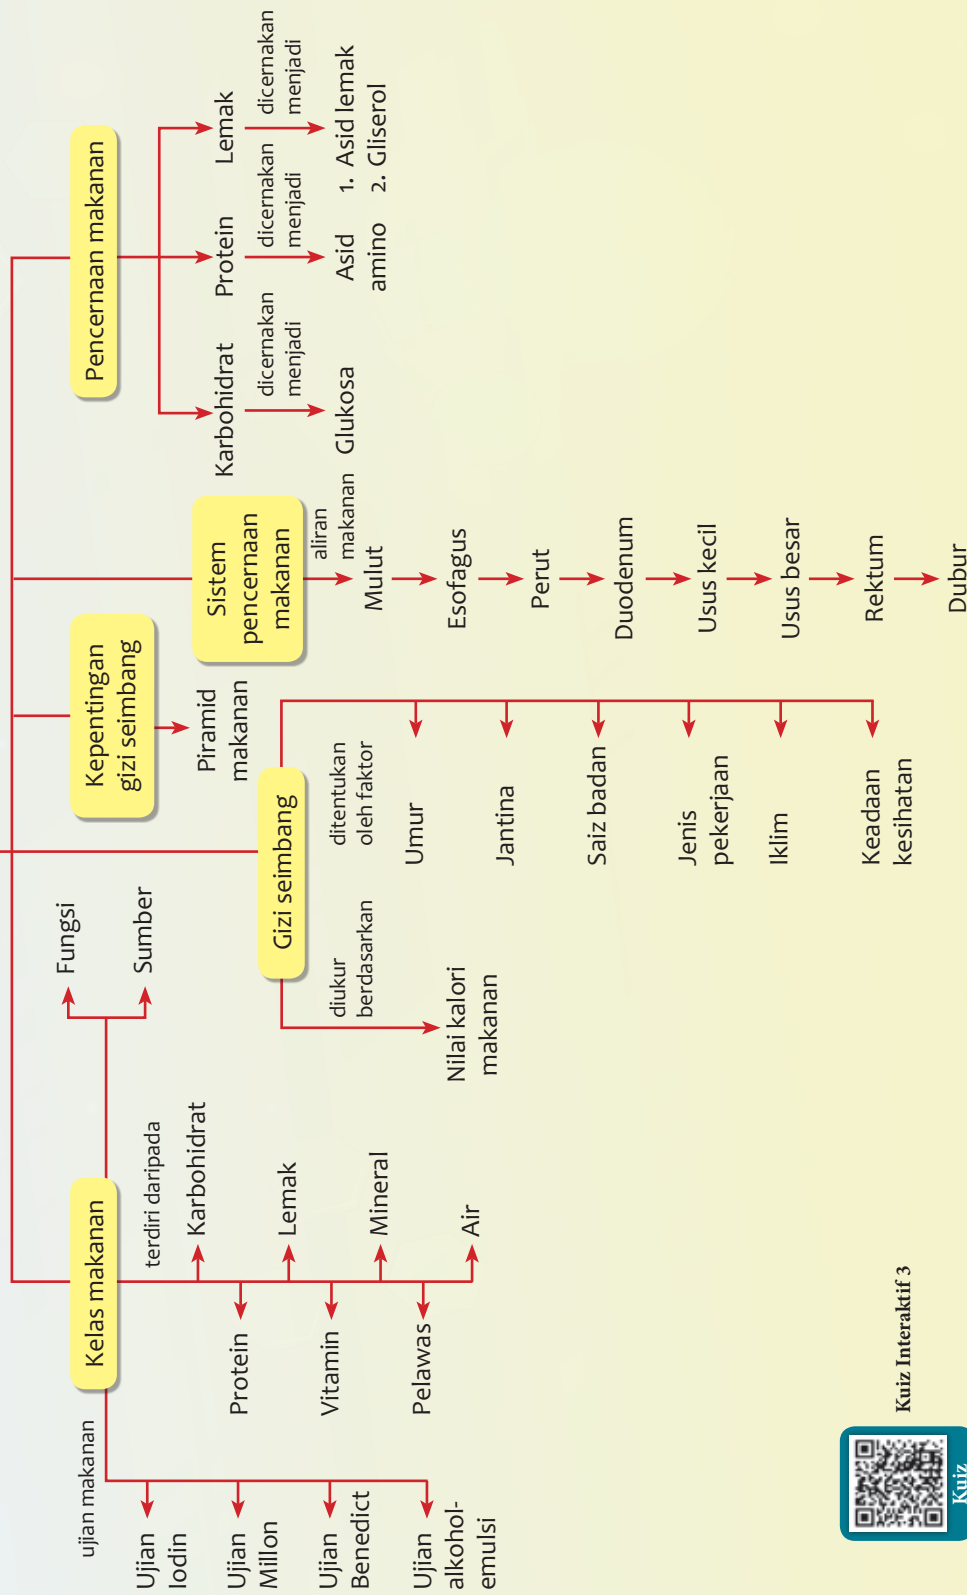 Kelas makanan
ujian makanan
Ujian
Iodin
Ujian
Millon
Ujian
Benedict
Ujian
alkohol-
emulsi
terdiri daripada
Karbohidrat
Protein
Lemak
Vitamin
Mineral
Pelawas
Air
Fungsi
Sumber
Gizi seimbang
diukur
berdasarkan
Nilai kalori
makanan
ditentukan
oleh faktor
Umur
Jantina
Saiz badan
Jenis
pekerjaan
Iklim
Keadaan
kesihatan
Kepentingan
gizi seimbang
Piramid
makanan
Sistem
pencernaan
makanan
aliran
makanan
Mulut
Esofagus
Perut
Duodenum
Usus kecil
Usus besar
Rektum
Dubur
Pencernaan makanan
Karbohidrat
dicernakan
menjadi
Glukosa
Protein
dicernakan
menjadi
Asid
amino
Lemak
dicernakan
menjadi
1. Asid lemak
2. Gliserol
Kuiz
Kuiz Interaktif 3